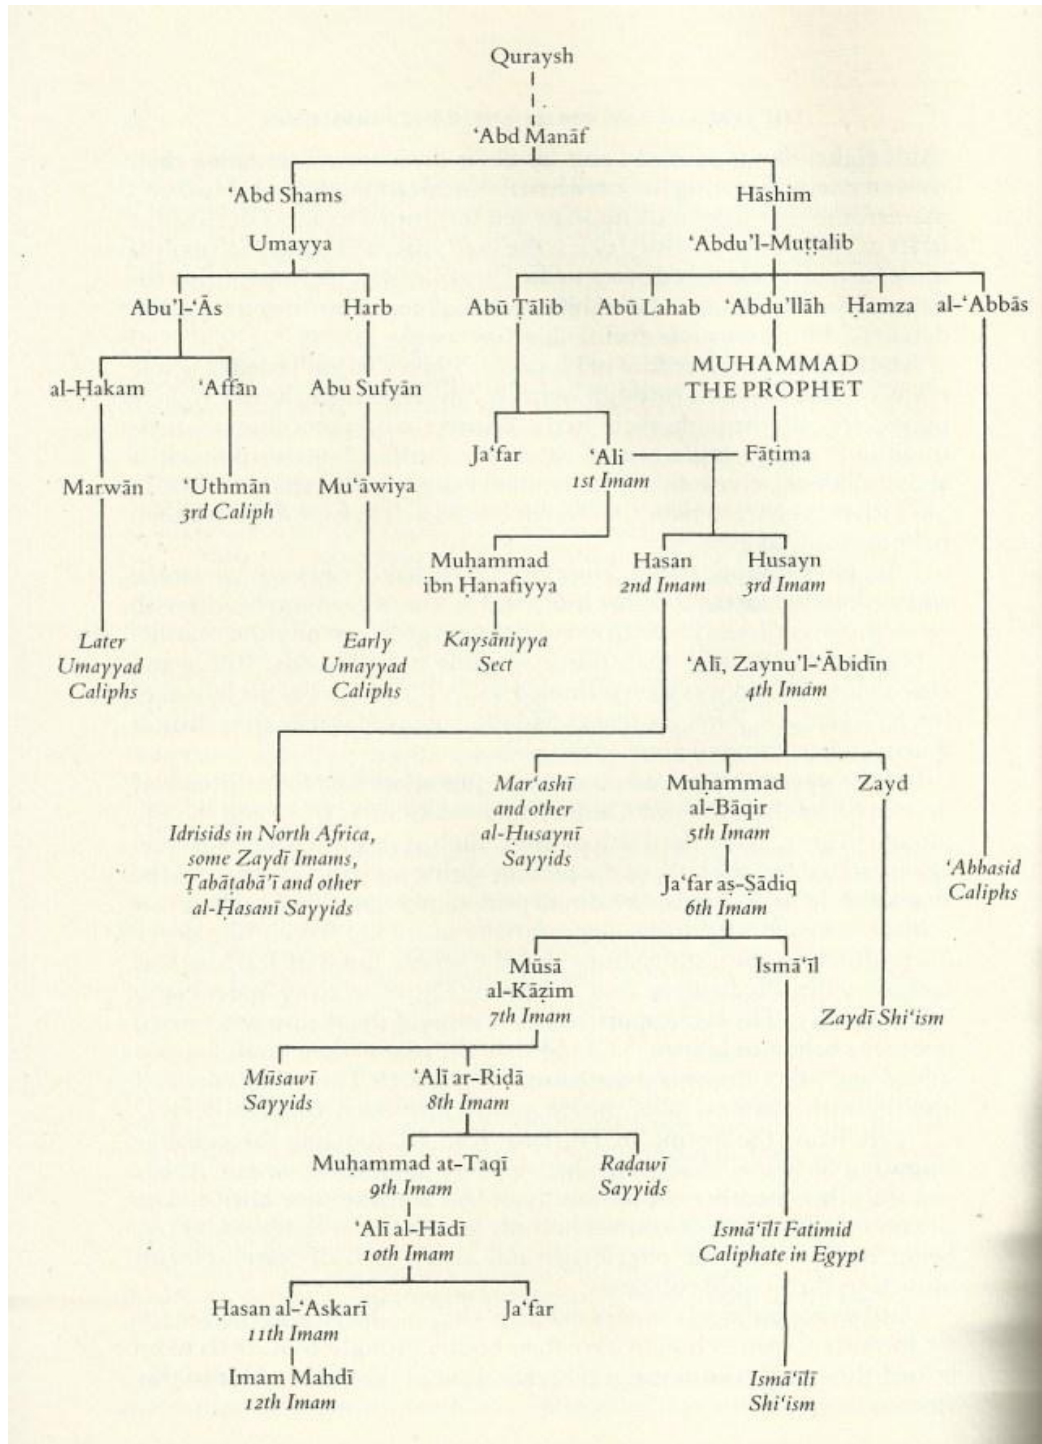 Quraysh
‘Abd Manāf
‘Abd Shams
Hāshim
Umayya
‘Abdu'l-Muṭṭalib
Abu'l-‘Ās
Ḥarb
Abū Ṭālib
Abū Lahab
‘Abdu'llāh
Ḥamza
al-‘Abbās
al-Ḥakam
‘Affān
Abu Sufyān
MUHAMMAD
THE PROPHET
Ja‘far
‘Ali
1st Imam
Fāṭima
Marwān
‘Uthmān
3rd Caliph
Mu‘āwiya
Muḥammad
ibn Ḥanafiyya
Hasan
2nd Imam
Husayn
3rd Imam
Later
Umayyad
Caliphs
Early
Umayyad
Caliphs
Kaysāniyya
Sect
‘Alī, Zaynu'l-‘Ābidīn
4th Imám
Mar‘ashī
and other
al-Ḥusaynī
Sayyids
Muḥammad
al-Bāqir
5th Imam
Zayd
Idrisids in North Africa,
some Zaydī Imams,
Ṭabāṭabā'ī and other
al-Ḥasanī Sayyids
‘Abbasid
Caliphs
Ja‘far aṣ-Ṣādiq
6th Imam
Mūsā
al-Kāẓim
7th Imam
Ismā‘īl
Zaydī Shi‘ism
Mūsawī
Sayyids
‘Alī ar-Riḍā
8th Imam
Muḥammad at-Taqī
9th Imam
Raḍawī
Sayyids
‘Alī al-Hādī
10th Imam
Ismā‘īlī Fatimid
Caliphate in Egypt
Ḥasan al-‘Askarī
11th Imam
Ja‘far
Imam Mahdī
12th Imam
Ismā‘īlī
Shi‘ism